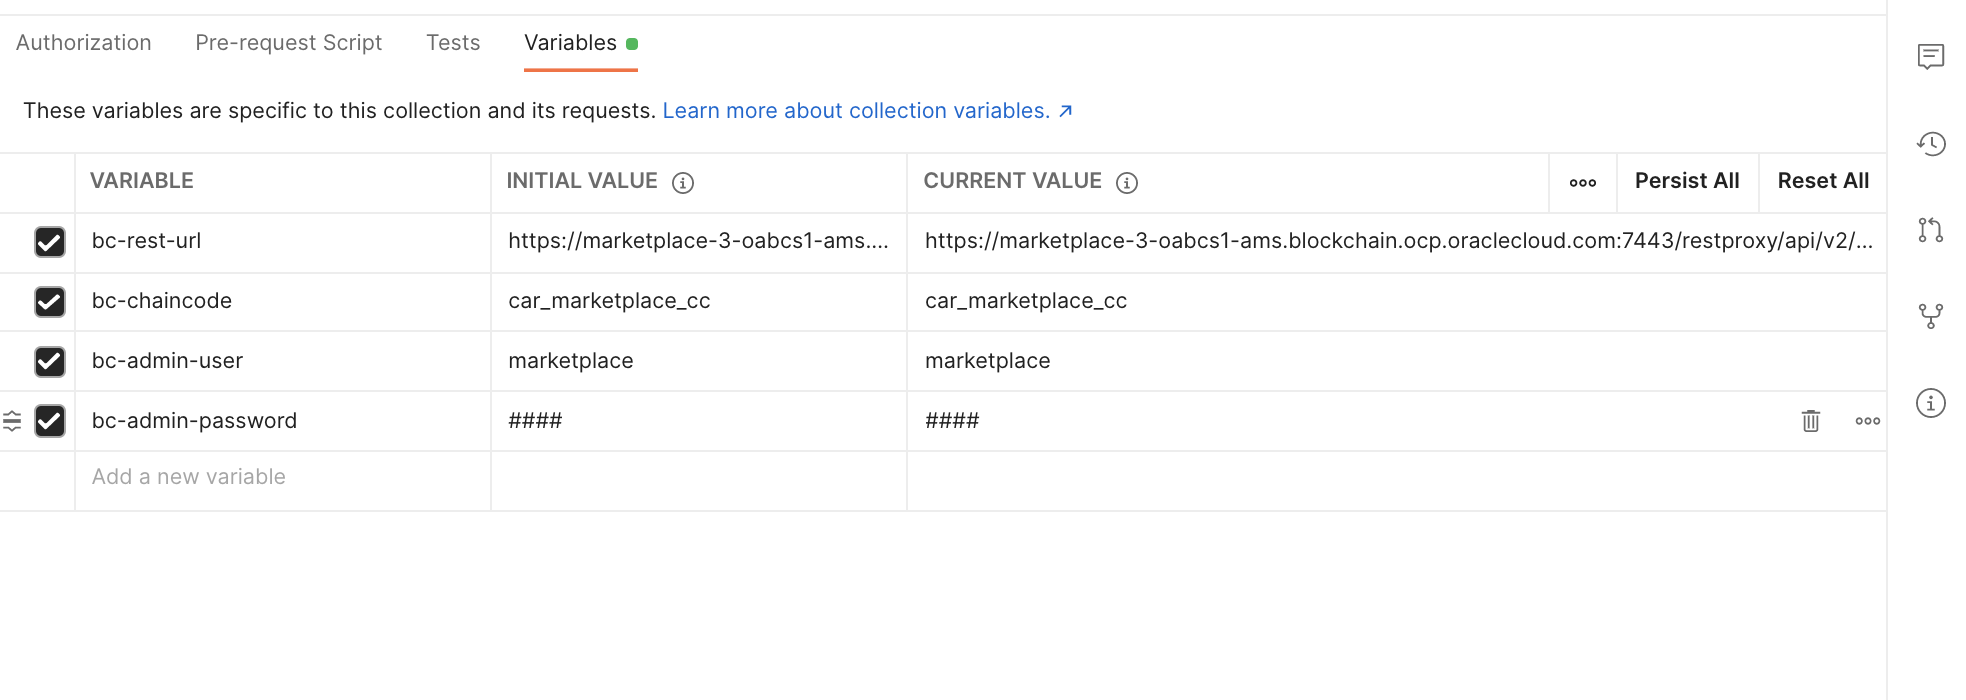 Authorization Pre-request Script Tests Variables
These variables are specific to this collection and its requests. Learn more about collection variables. ↗
VARIABLE INITIAL VALUE CURRENT VALUE Persist All Reset All
bc-rest-url https://marketplace-3-oabcs1-ams.... https://marketplace-3-oabcs1-ams.blockchain.ocp.oraclecloud.com:7443/restproxy/api/v2/...
bc-chaincode car_marketplace_cc car_marketplace_cc
bc-admin-user marketplace marketplace
bc-admin-password #### ####
Add a new variable